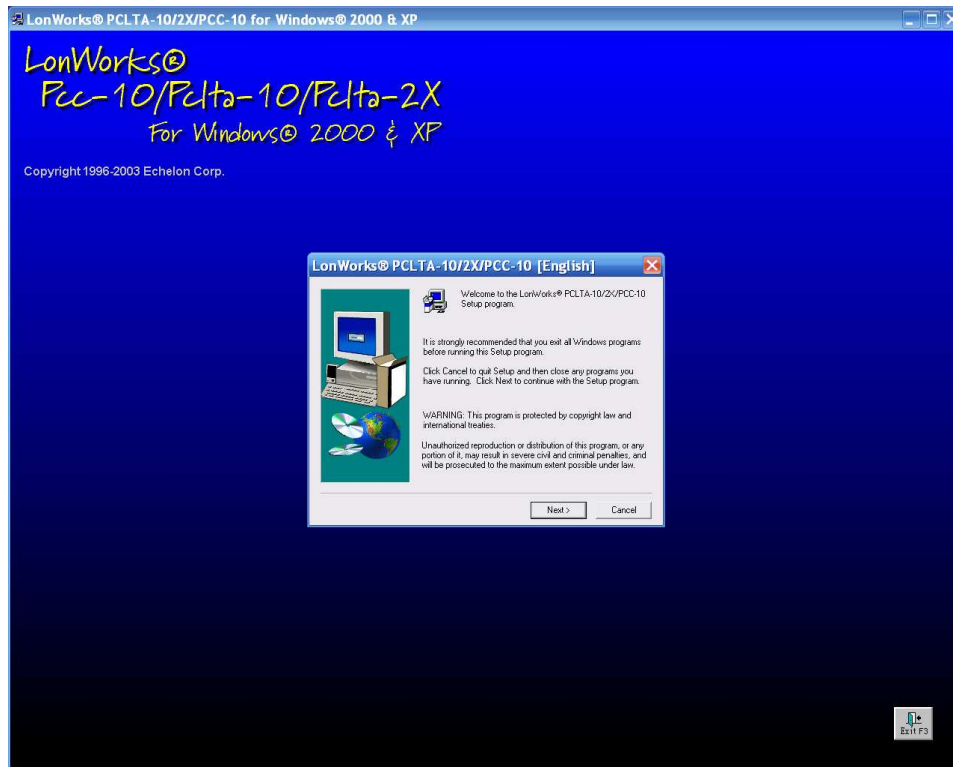 LonWorks® PCLTA-10/2X/PCC-10 for Windows® 2000 & XP
LonWorks®
Pcc-10/Pclta-10/Pclta-2X
For Windows® 2000 & XP
Copyright 1996-2003 Echelon Corp.
LonWorks® PCLTA-10/2X/PCC-10 [English]
Welcome to the LonWorks® PCLTA-10/2X/PCC-10
Setup program.
It is strongly recommended that you exit all Windows programs
before running this Setup program.
Click Cancel to quit Setup and then close any programs you
have running. Click Next to continue with the Setup program.
WARNING: This program is protected by copyright law and
international treaties.
Unauthorized reproduction or distribution of this program, or any
portion of it, may result in severe civil and criminal penalties, and
will be prosecuted to the maximum extent possible under law.
Next >
Cancel
Exit F3